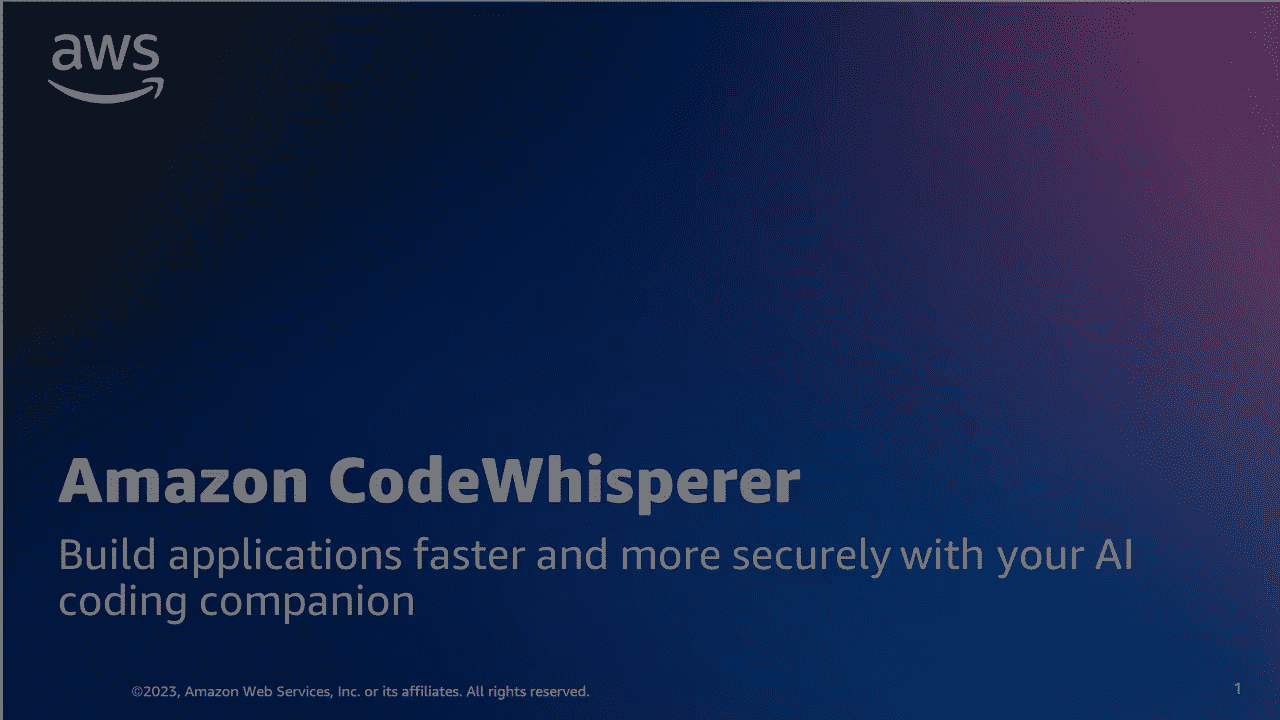 aws
Amazon CodeWhisperer
Build applications faster and more securely with your AI
coding companion
©2023, Amazon Web Services, Inc. or its affiliates. All rights reserved.
1